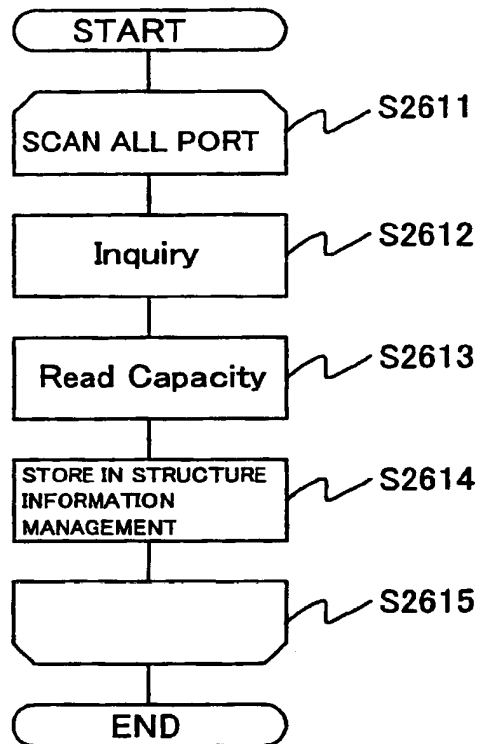 START
SCAN ALL PORT
S2611
Inquiry
S2612
Read Capacity
S2613
STORE IN STRUCTURE
INFORMATION
MANAGEMENT
S2614
S2615
END